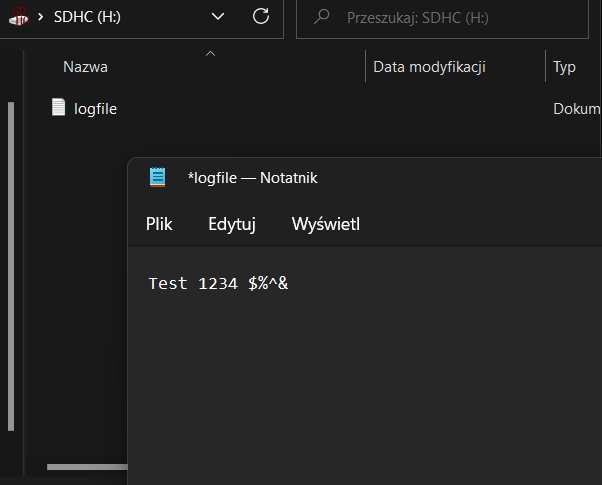 SDHC (H:)
Przeszukaj: SDHC (H:)
Nazwa
Data modyfikacji
Typ
logfile
Dokum
*logfile — Notatnik
Plik
Edytuj
Wyświetl
Test 1234 $%^&